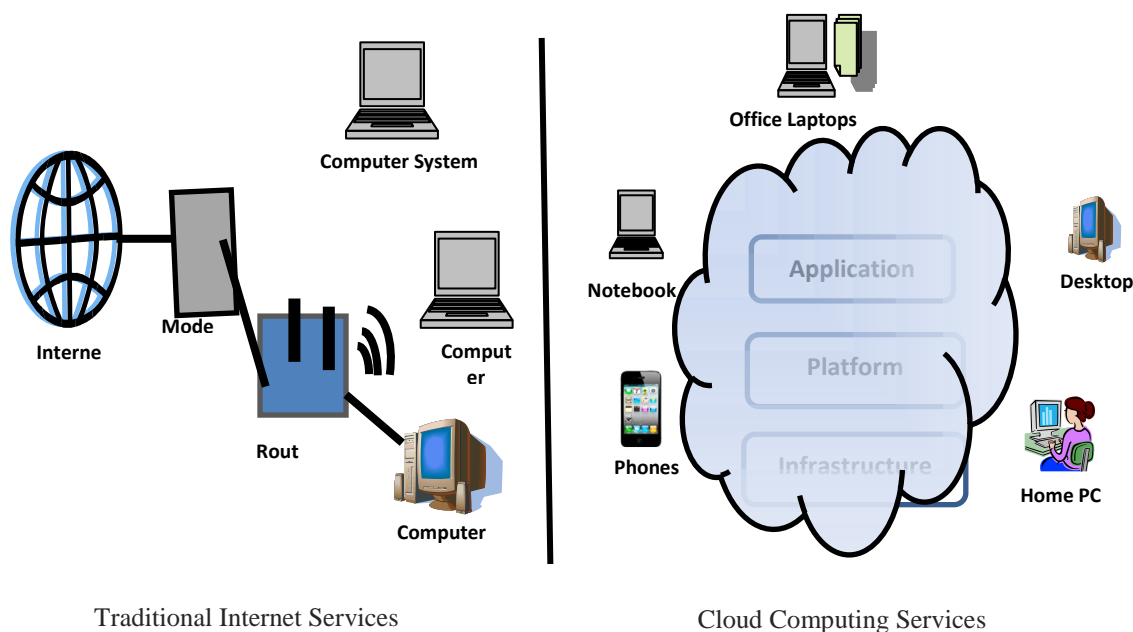 Computer System
Interne
Mode
Comput
er
Rout
Computer
Traditional Internet Services
Office Laptops
Notebook
Application
Desktop
Platform
Phones
Infrastructure
Home PC
Cloud Computing Services